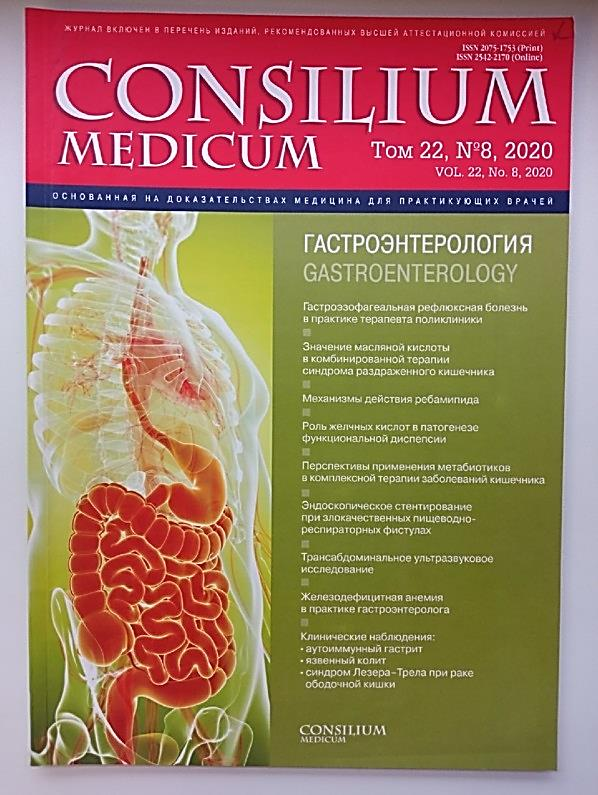 ЖУРНАЛ ВКЛЮЧЕН В ПЕРЕЧЕНЬ ИЗДАНИЙ, РЕКОМЕНДОВАННЫХ ВЫСШЕЙ АТТЕСТАЦИОННОЙ КОМИССИЕЙ
ISSN 2075-1753 (Print)
ISSN 2542-2170 (Online)
CONSILIUM
MEDICUM
Том 22, №8, 2020
VOL. 22, No. 8, 2020
ОСНОВАННАЯ НА ДОКАЗАТЕЛЬСТВАХ МЕДИЦИНА ДЛЯ ПРАКТИКУЮЩИХ ВРАЧЕЙ
ГАСТРОЭНТЕРОЛОГИЯ
GASTROENTEROLOGY
Гастроэзофагеальная рефлюксная болезнь
в практике терапевта поликлиники
Значение масляной кислоты
в комбинированной терапии
синдрома раздраженного кишечника
Механизмы действия ребамипида
Роль желчных кислот в патогенезе
функциональной диспепсии
Перспективы применения метабиотиков
в комплексной терапии заболеваний кишечника
Эндоскопическое стентирование
при злокачественных пищеводно-
респираторных фистулах
Трансабдоминальное ультразвуковое
исследование
Железодефицитная анемия
в практике гастроэнтеролога
Клинические наблюдения:
• аутоиммунный гастрит
• язвенный колит
• синдром Лезера–Трела при раке
ободочной кишки
CONSILIUM
MEDICUM